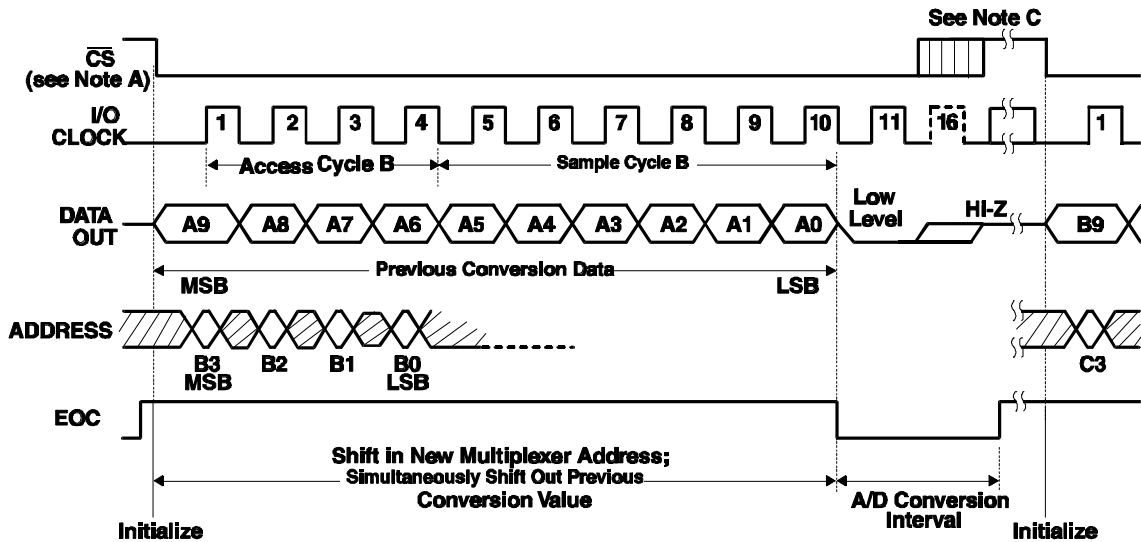 See Note C
CS
(see Note A)
I/O
CLOCK
1 2 3 4 5 6 7 8 9 10 11 16 1
Access Cycle B
Sample Cycle B
DATA
OUT
A9 A8 A7 A6 A5 A4 A3 A2 A1 A0
Low
Level
HI-Z
B9
Previous Conversion Data
MSB
LSB
ADDRESS
B3 B2 B1 B0
MSB LSB
C3
EOC
Shift in New Multiplexer Address;
Simultaneously Shift Out Previous
Conversion Value
A/D Conversion
Interval
Initialize
Initialize